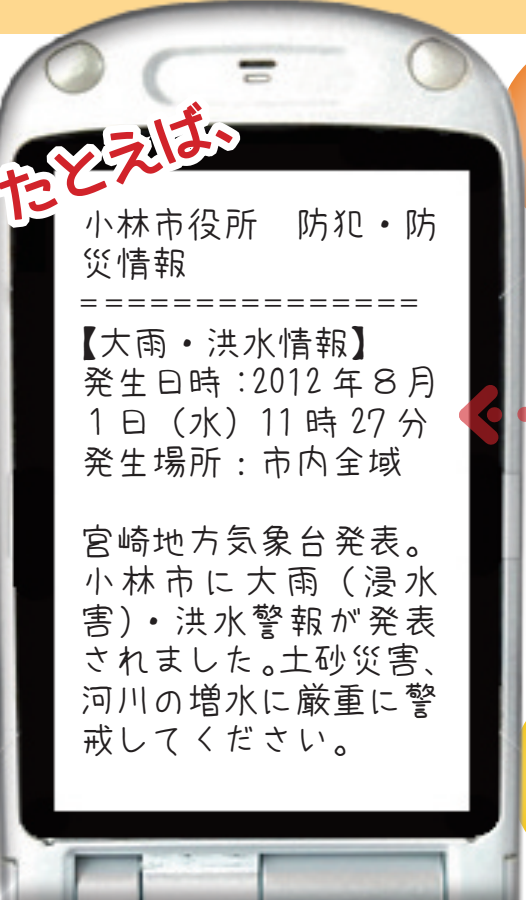 たとえば、
小林市役所　防犯・防
災情報
===============
【大雨・洪水情報】
発生日時：2012年８月
１日（水）11時27分
発生場所：市内全域
宮崎地方気象台発表。
小林市に大雨（浸水
害）・洪水警報が発表
されました。土砂災害、
河川の増水に厳重に警
戒してください。